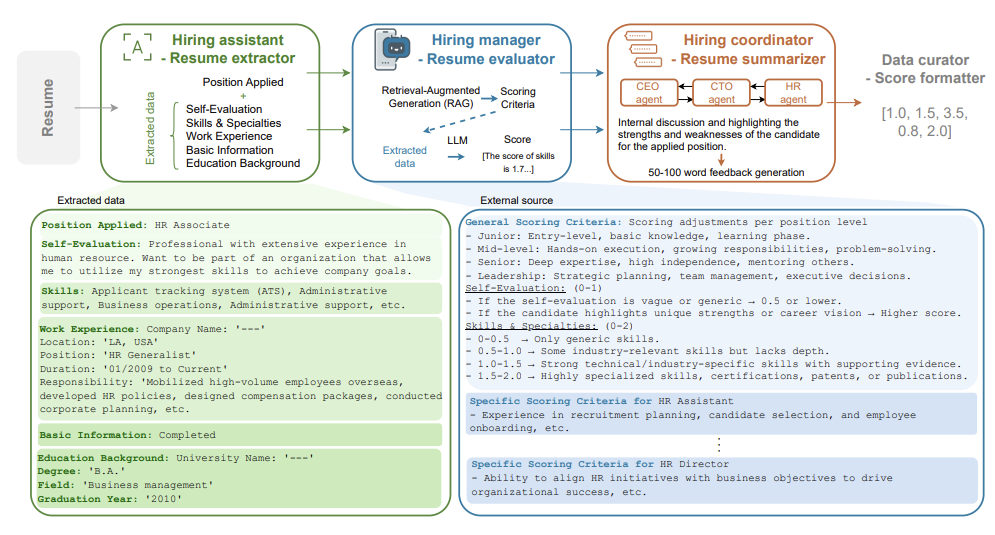 Resume
Hiring assistant
- Resume extractor
Position Applied
+
Extracted data
Self-Evaluation
Skills & Specialties
Work Experience
Basic Information
Education Background
Hiring manager
- Resume evaluator
Retrieval-Augmented
Generation (RAG)
Scoring
Criteria
Extracted
data
LLM
Score
[The score of skills
is 1.7...]
Hiring coordinator
- Resume summarizer
CEO
agent
CTO
agent
HR
agent
Internal discussion and highlighting the
strengths and weaknesses of the candidate
for the applied position.
50-100 word feedback generation
Data curator
- Score formatter
[1.0, 1.5, 3.5,
0.8, 2.0]
Extracted data
Position Applied: HR Associate
Self-Evaluation: Professional with extensive experience in
human resource. Want to be part of an organization that allows
me to utilize my strongest skills to achieve company goals.
Skills: Applicant tracking system (ATS), Administrative
support, Business operations, Administrative support, etc.
Work Experience: Company Name: '---'
Location: 'LA, USA'
Position: 'HR Generalist'
Duration: '01/2009 to Current'
Responsibility: 'Mobilized high-volume employees overseas,
developed HR policies, designed compensation packages, conducted
corporate planning, etc.
Basic Information: Completed
Education Background: University Name: '---'
Degree: 'B.A.'
Field: 'Business management'
Graduation Year: '2010'
External source
General Scoring Criteria: Scoring adjustments per position level
- Junior: Entry-level, basic knowledge, learning phase.
- Mid-level: Hands-on execution, growing responsibilities, problem-solving.
- Senior: Deep expertise, high independence, mentoring others.
- Leadership: Strategic planning, team management, executive decisions.
Self-Evaluation: (0-1)
- If the self-evaluation is vague or generic → 0.5 or lower.
- If the candidate highlights unique strengths or career vision → Higher score.
Skills & Specialties: (0-2)
- 0-0.5 → Only generic skills.
- 0.5-1.0 → Some industry-relevant skills but lacks depth.
- 1.0-1.5 → Strong technical/industry-specific skills with supporting evidence.
- 1.5-2.0 → Highly specialized skills, certifications, patents, or publications.
Specific Scoring Criteria for HR Assistant
- Experience in recruitment planning, candidate selection, and employee
onboarding, etc.
⋮
Specific Scoring Criteria for HR Director
- Ability to align HR initiatives with business objectives to drive
organizational success, etc.